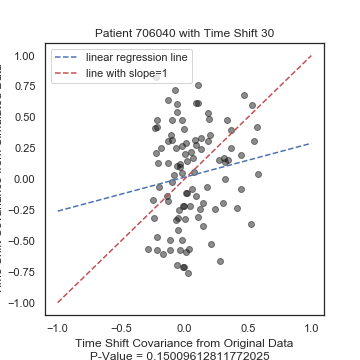 Patient 706040 with Time Shift 30
linear regression line
line with slope=1
1.00
0.75
0.50
0.25
0.00
−0.25
−0.50
−0.75
−1.00
−1.0
−0.5
0.0
0.5
1.0
Time Shift Covariance from Original Data
P-Value = 0.15009612811772025